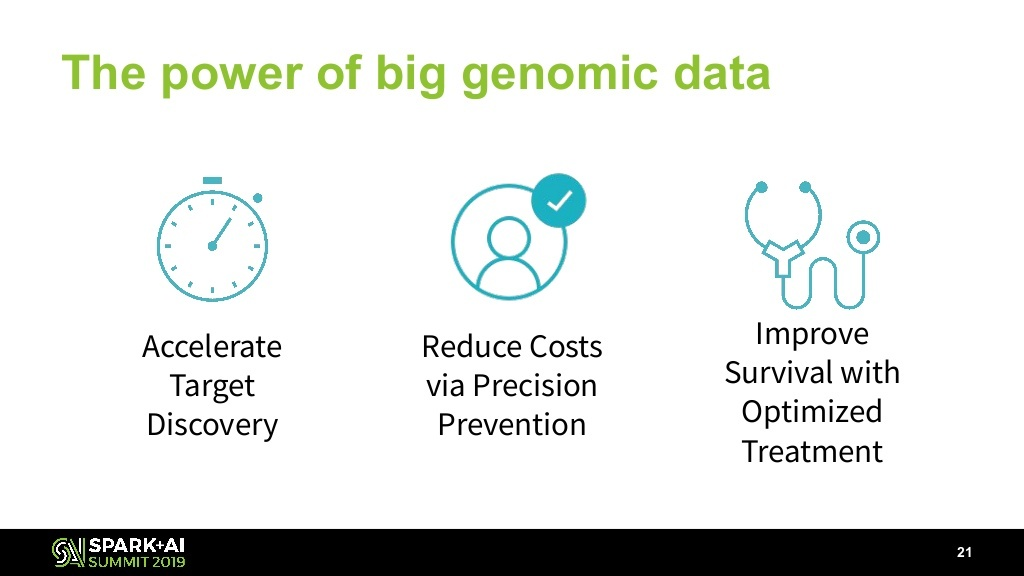 The power of big genomic data
Accelerate
Target
Discovery
Reduce Costs
via Precision
Prevention
Improve
Survival with
Optimized
Treatment
SPARK+AI
SUMMIT 2019
21